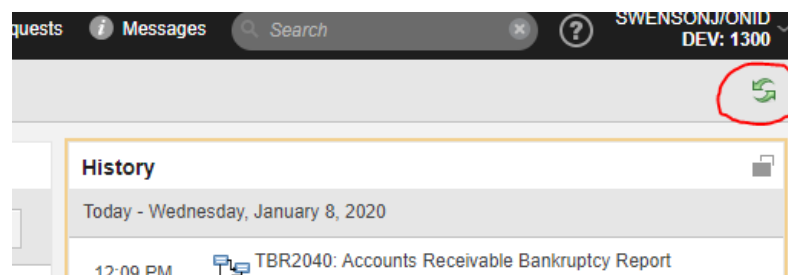 quests i Messages Search × ? SWENSONJ/ONID
DEV: 1300
History
Today - Wednesday, January 8, 2020
12:09 PM TBR2040: Accounts Receivable Bankruptcy Report